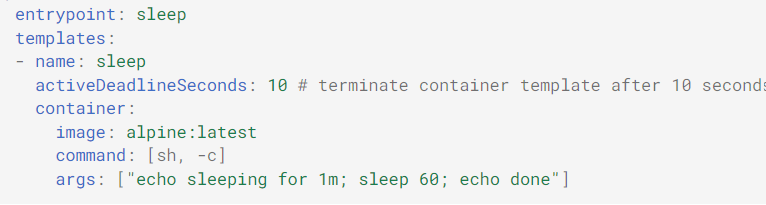 entrypoint: sleep
templates:
- name: sleep
activeDeadlineSeconds: 10 # terminate container template after 10 seconds
container:
image: alpine:latest
command: [sh, -c]
args: ["echo sleeping for 1m; sleep 60; echo done"]